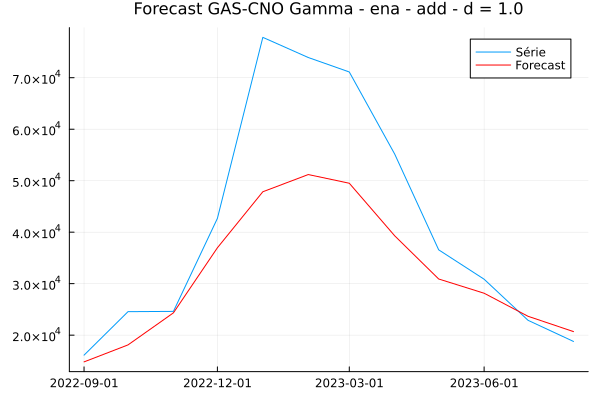 Forecast GAS-CNO Gamma - ena - add - d = 1.0
Série
Forecast
7.0×10⁴
6.0×10⁴
5.0×10⁴
4.0×10⁴
3.0×10⁴
2.0×10⁴
2022-09-01 2022-12-01 2023-03-01 2023-06-01